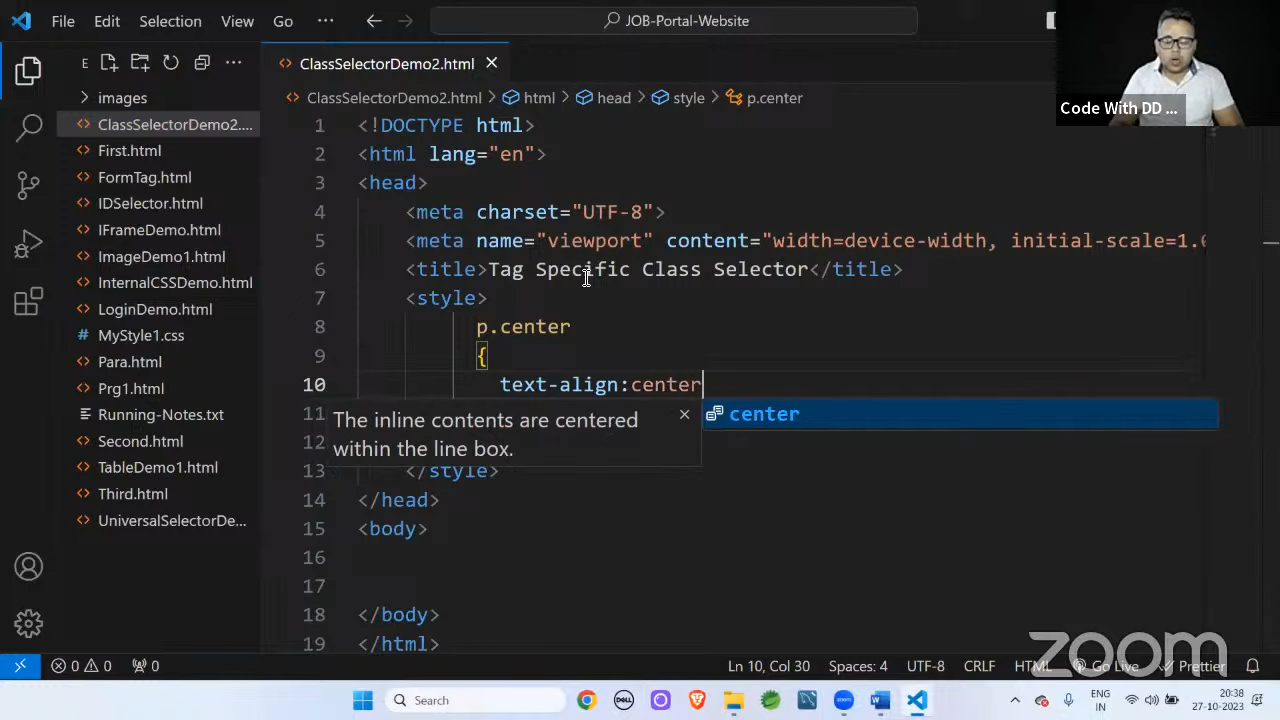 File Edit Selection View Go ··· JOB-Portal-Website
Code With DD ...
E ClassSelectorDemo2.html
ClassSelectorDemo2.html > html > head > style > p.center
images
ClassSelectorDemo2....
First.html
FormTag.html
IDSelector.html
IFrameDemo.html
ImageDemo1.html
InternalCSSDemo.html
LoginDemo.html
# MyStyle1.css
Para.html
Prg1.html
Running-Notes.txt
Second.html
TableDemo1.html
Third.html
UniversalSelectorDe...
1 <!DOCTYPE html>
2 <html lang="en">
3 <head>
4 <meta charset="UTF-8">
5 <meta name="viewport" content="width=device-width, initial-scale=1.0
6 <title>Tag Specific Class Selector</title>
7 <style>
8 p.center
9 {
10 text-align:center
center
11 The inline contents are centered
12 within the line box.
13 </style>
14 </head>
15 <body>
16
17
18 </body>
19 </html>
zoom
0 0 0 Ln 10, Col 30 Spaces: 4 UTF-8 CRLF HTML Go Live Prettier
Search DELL zoom ENG IN 20:38 27-10-2023